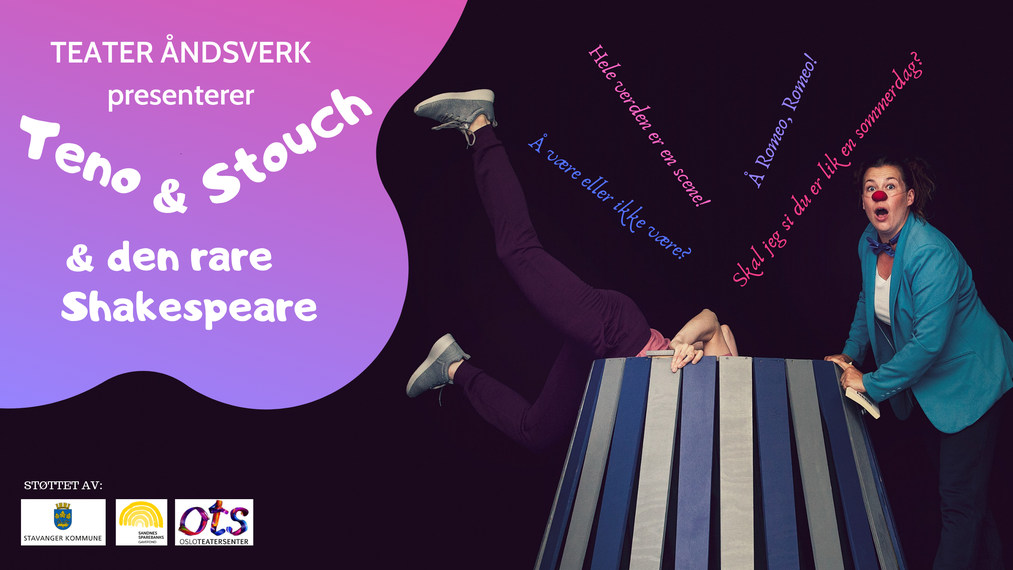 TEATER ÅNDSVERK
presenterer
Teno & Stouch
& den rare
Shakespeare
Hele verden er en scene!
Å være eller ikke være?
Å Romeo, Romeo!
Skal jeg si du er lik en sommerdag?
STØTTET AV:
STAVANGER KOMMUNE
SANDNES
SPAREBANKS
GAVEFOND
ots
OSLOTEATERSENTER